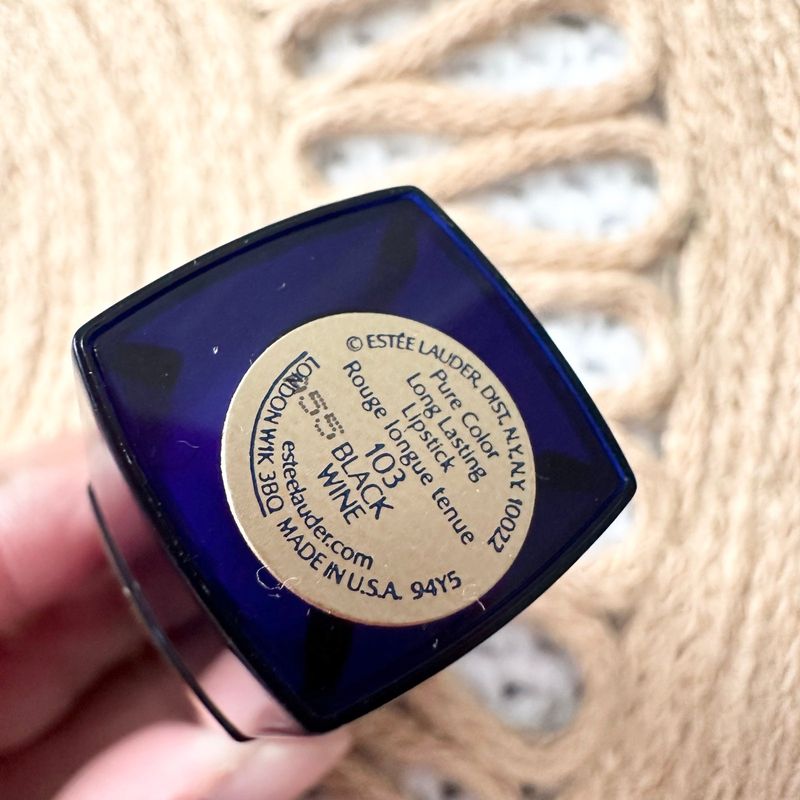 © ESTÉE LAUDER, DIST. N.Y. N.Y. 10022
Pure Color
Long Lasting
Lipstick
Rouge longue tenue
103
BLACK
WINE
esteelauder.com
LONDON W1K 3BQ MADE IN U.S.A. 94Y5